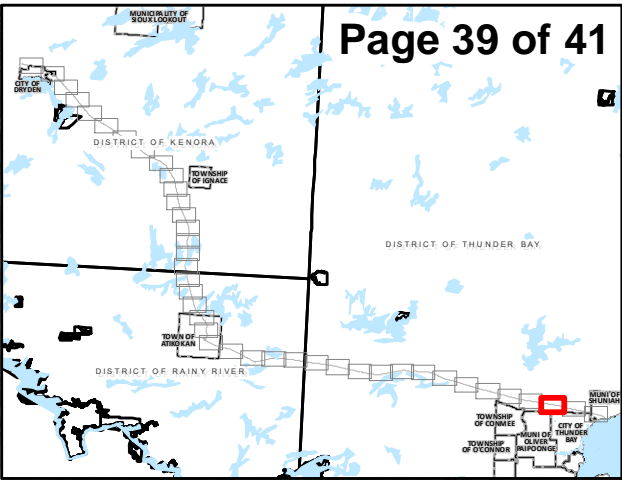 MUNICIPALITY OF
SIOUX LOOKOUT
Page 39 of 41
CITY OF
DRYDEN
DISTRICT OF KENORA
TOWNSHIP
OF IGNACE
DISTRICT OF THUNDER BAY
TOWN OF
ATIKOKAN
DISTRICT OF RAINY RIVER
MUNI OF
SHUNIAH
TOWNSHIP
OF CONMEE
CITY OF
THUNDER
BAY
MUNI OF
OLIVER
PAIPOONGE
TOWNSHIP
OF O'CONNOR